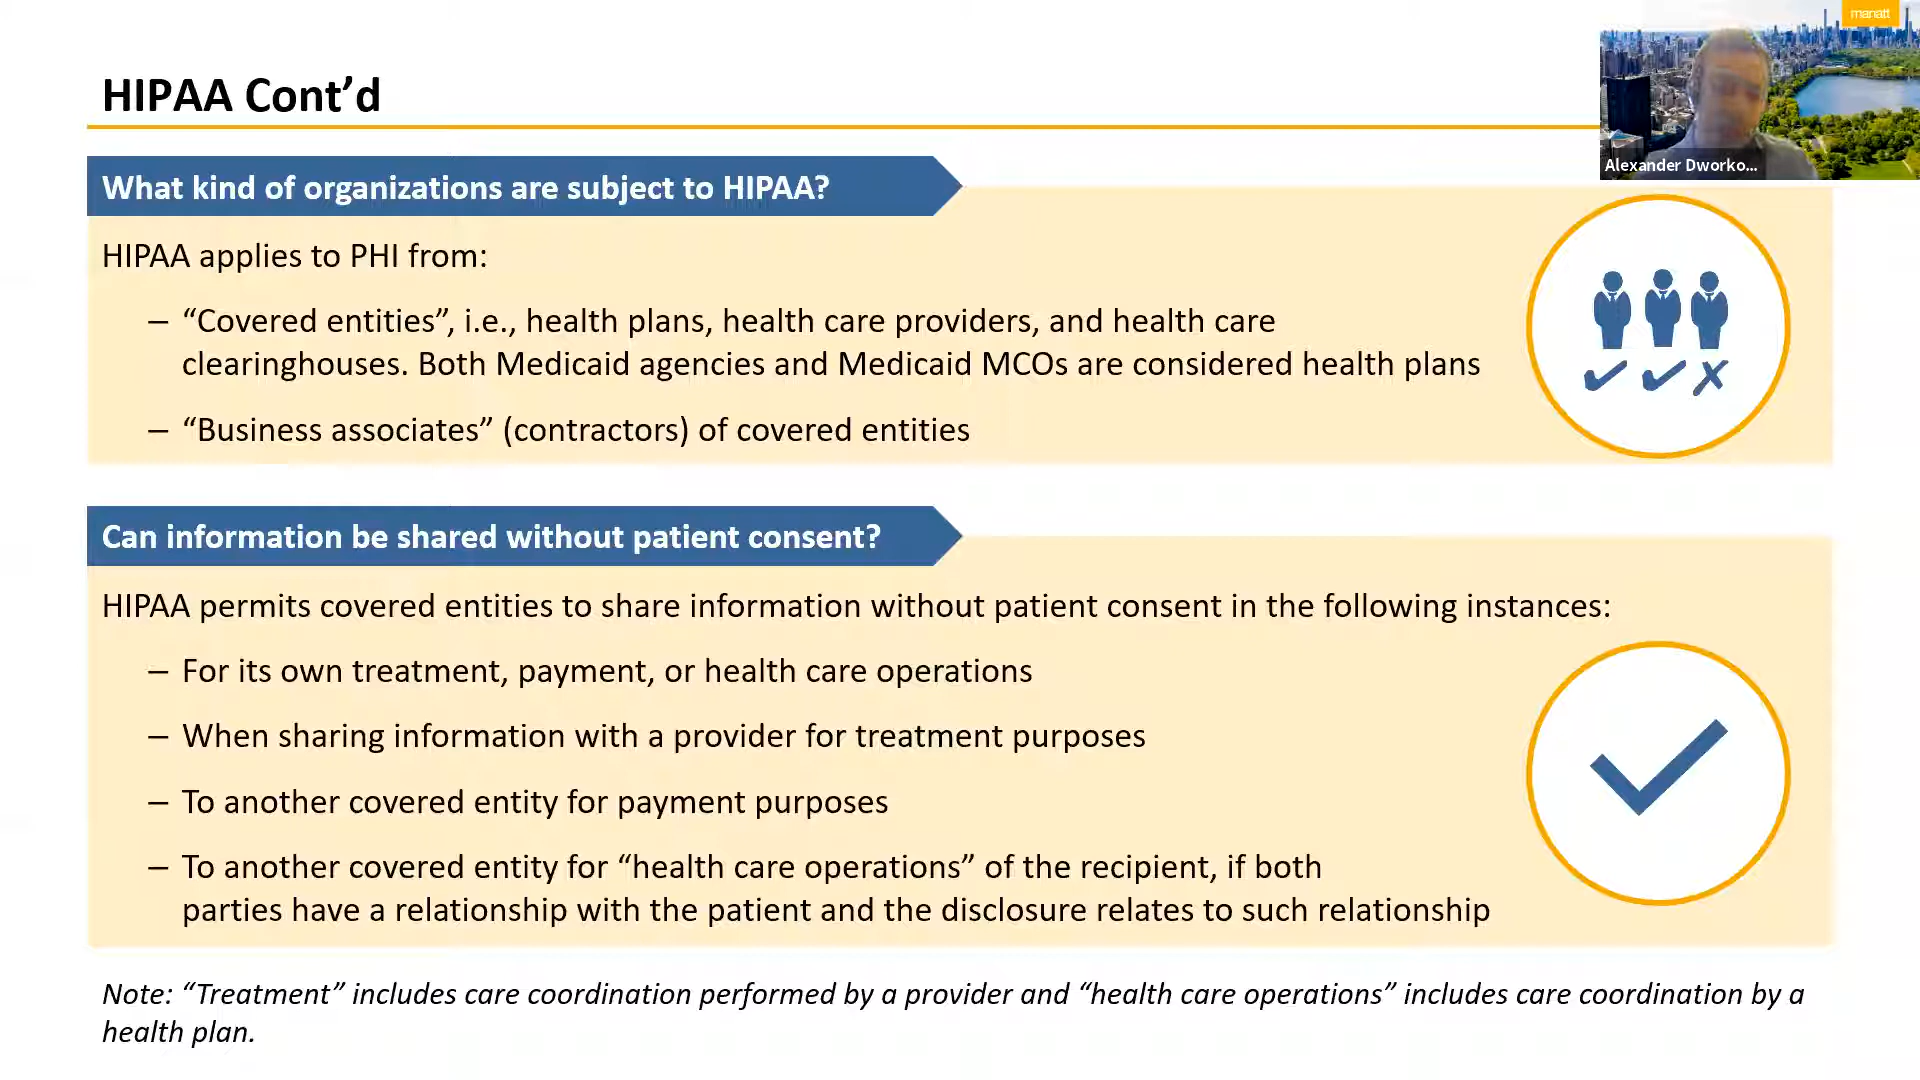 manatt
HIPAA Cont’d
Alexander Dworko...
What kind of organizations are subject to HIPAA?
HIPAA applies to PHI from:
– “Covered entities”, i.e., health plans, health care providers, and health care
clearinghouses. Both Medicaid agencies and Medicaid MCOs are considered health plans
– “Business associates” (contractors) of covered entities
Can information be shared without patient consent?
HIPAA permits covered entities to share information without patient consent in the following instances:
– For its own treatment, payment, or health care operations
– When sharing information with a provider for treatment purposes
– To another covered entity for payment purposes
– To another covered entity for “health care operations” of the recipient, if both
parties have a relationship with the patient and the disclosure relates to such relationship
Note: “Treatment” includes care coordination performed by a provider and “health care operations” includes care coordination by a
health plan.